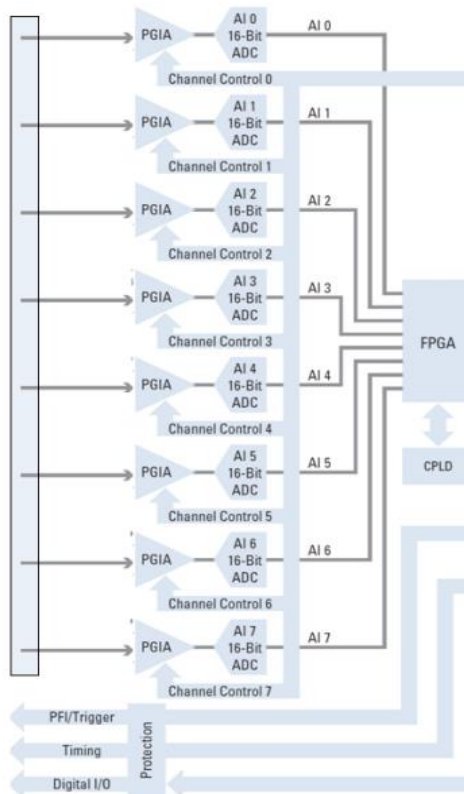 AI 0
PGIA
16-Bit
AI 0
ADC
Channel Control 0
AI 1
PGIA
16-Bit
AI 1
ADC
Channel Control 1
AI 2
PGIA
16-Bit
AI 2
ADC
Channel Control 2
AI 3
PGIA
16-Bit
AI 3
ADC
Channel Control 3
FPGA
AI 4
PGIA
16-Bit
AI 4
ADC
Channel Control 4
CPLD
AI 5
PGIA
16-Bit
AI 5
ADC
Channel Control 5
AI 6
PGIA
16-Bit
AI 6
ADC
Channel Control 6
AI 7
PGIA
16-Bit
AI 7
ADC
Channel Control 7
PFI/Trigger
Timing
Digital I/O
Protection